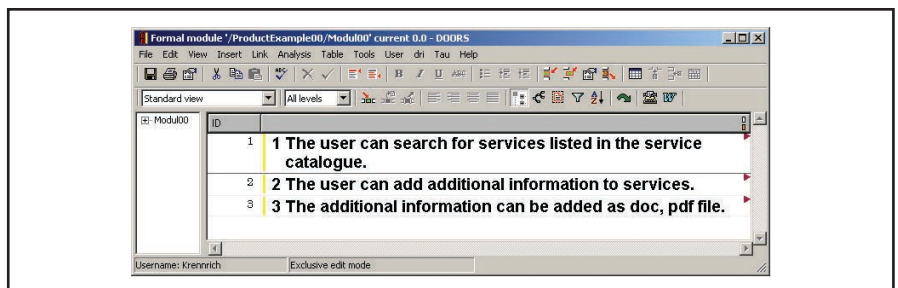 Formal module '/ProductExample00/Modul00' current 0.0 - DOORS
File Edit View Insert Link Analysis Table Tools User dri Tau Help
B I U ABC
Standard view All levels
Modul00 ID
1 1 The user can search for services listed in the service
catalogue.
2 2 The user can add additional information to services.
3 3 The additional information can be added as doc, pdf file.
Username: Krennrich Exclusive edit mode